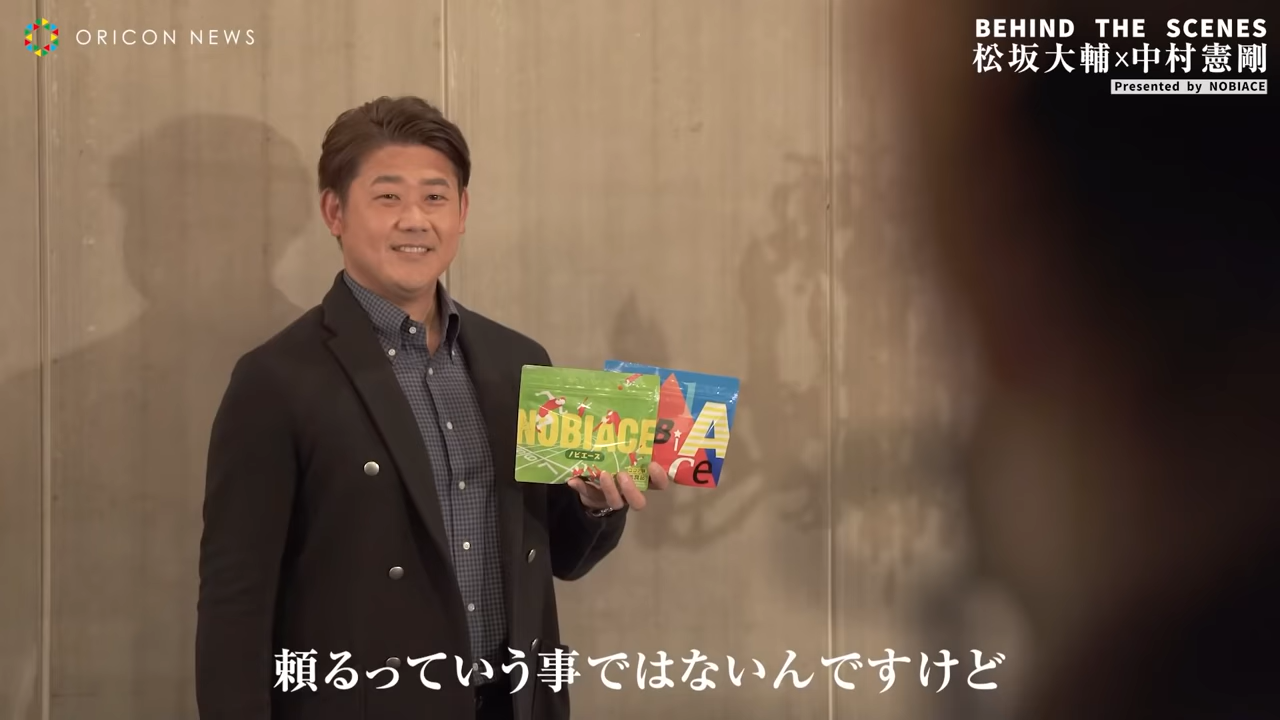 ORICON NEWS
BEHIND THE SCENES
松坂大輔×中村憲剛
Presented by NOBIACE
NOBIACE
ノビエース
Bi A
ce
頼るっていう事ではないんですけど